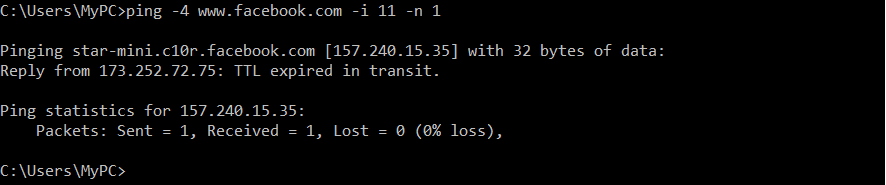 C:\Users\MyPC>ping -4 www.facebook.com -i 11 -n 1
Pinging star-mini.c10r.facebook.com [157.240.15.35] with 32 bytes of data:
Reply from 173.252.72.75: TTL expired in transit.
Ping statistics for 157.240.15.35:
    Packets: Sent = 1, Received = 1, Lost = 0 (0% loss),
C:\Users\MyPC>